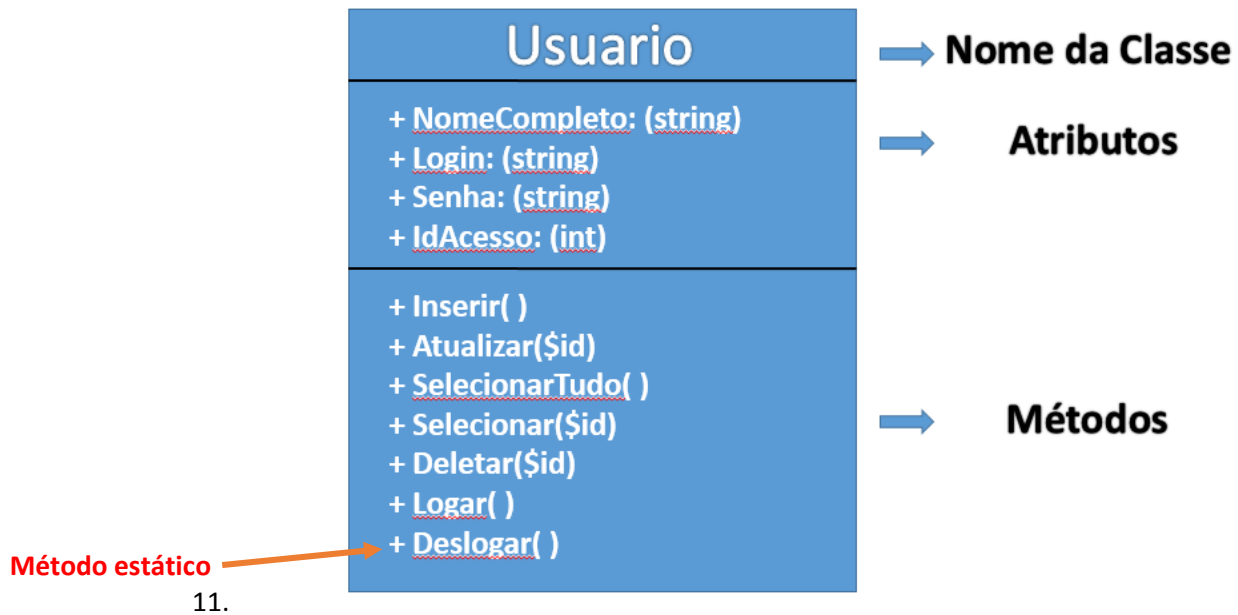 Usuario
Nome da Classe
+ NomeCompleto: (string)
+ Login: (string)
+ Senha: (string)
+ IdAcesso: (int)
Atributos
+ Inserir( )
+ Atualizar($id)
+ SelecionarTudo( )
+ Selecionar($id)
+ Deletar($id)
+ Logar( )
+ Deslogar( )
Métodos
Método estático
11.